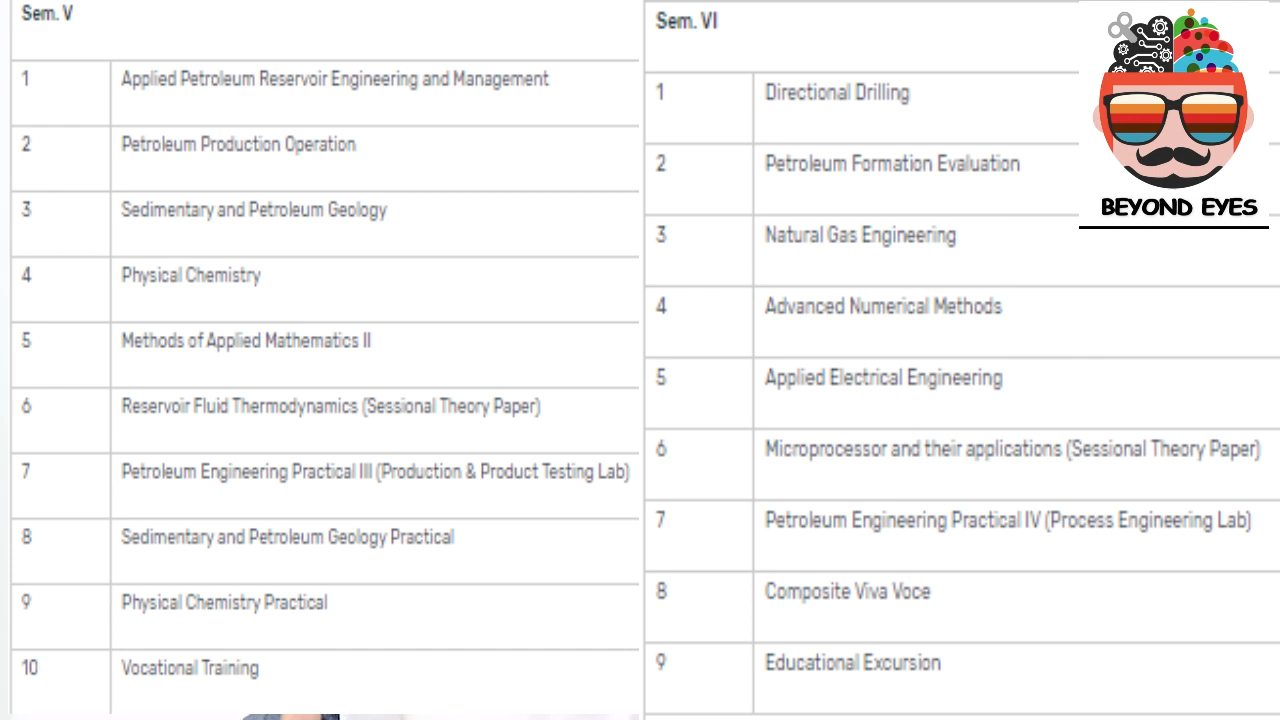 Sem. V
1 Applied Petroleum Reservoir Engineering and Management
2 Petroleum Production Operation
3 Sedimentary and Petroleum Geology
4 Physical Chemistry
5 Methods of Applied Mathematics II
6 Reservoir Fluid Thermodynamics (Sessional Theory Paper)
7 Petroleum Engineering Practical III (Production & Product Testing Lab)
8 Sedimentary and Petroleum Geology Practical
9 Physical Chemistry Practical
10 Vocational Training
Sem. VI
1 Directional Drilling
2 Petroleum Formation Evaluation
3 Natural Gas Engineering
4 Advanced Numerical Methods
5 Applied Electrical Engineering
6 Microprocessor and their applications (Sessional Theory Paper)
7 Petroleum Engineering Practical IV (Process Engineering Lab)
8 Composite Viva Voce
9 Educational Excursion
BEYOND EYES